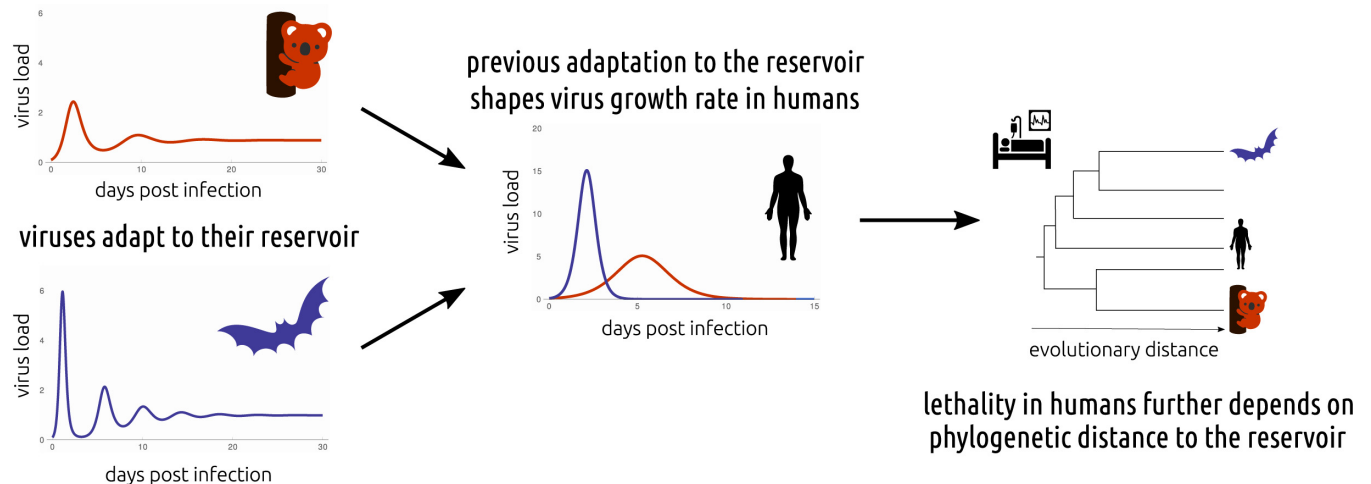 6
4
2
0
virus load
0
10
20
30
days post infection
viruses adapt to their reservoir
6
4
2
0
virus load
0
10
20
30
days post infection
previous adaptation to the reservoir
shapes virus growth rate in humans
20
15
10
5
0
virus load
0
5
10
15
days post infection
evolutionary distance
lethality in humans further depends on
phylogenetic distance to the reservoir